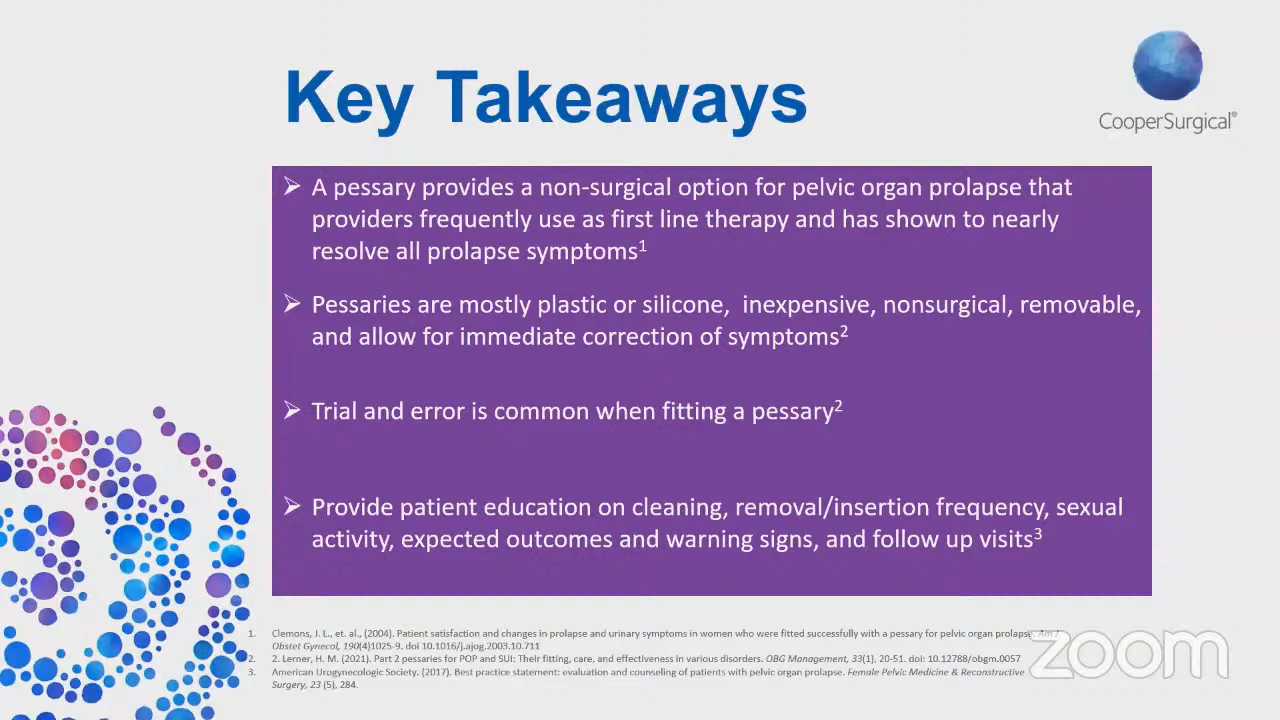 Key Takeaways
CooperSurgical®
➢ A pessary provides a non-surgical option for pelvic organ prolapse that
providers frequently use as first line therapy and has shown to nearly
resolve all prolapse symptoms1
➢ Pessaries are mostly plastic or silicone,  inexpensive, nonsurgical, removable,
and allow for immediate correction of symptoms2
➢ Trial and error is common when fitting a pessary2
➢ Provide patient education on cleaning, removal/insertion frequency, sexual
activity, expected outcomes and warning signs, and follow up visits3
1. Clemons, J. L., et. al., (2004). Patient satisfaction and changes in prolapse and urinary symptoms in women who were fitted successfully with a pessary for pelvic organ prolapse. Am J
Obstet Gynecol, 190(4)1025-9. doi 10.1016/j.ajog.2003.10.711
2. 2. Lerner, H. M. (2021). Part 2 pessaries for POP and SUI: Their fitting, care, and effectiveness in various disorders. OBG Management, 33(1), 20-51. doi: 10.12788/obgm.0057
3. American Urogynecologic Society. (2017). Best practice statement: evaluation and counseling of patients with pelvic organ prolapse. Female Pelvic Medicine & Reconstructive
Surgery, 23 (5), 284.
zoom